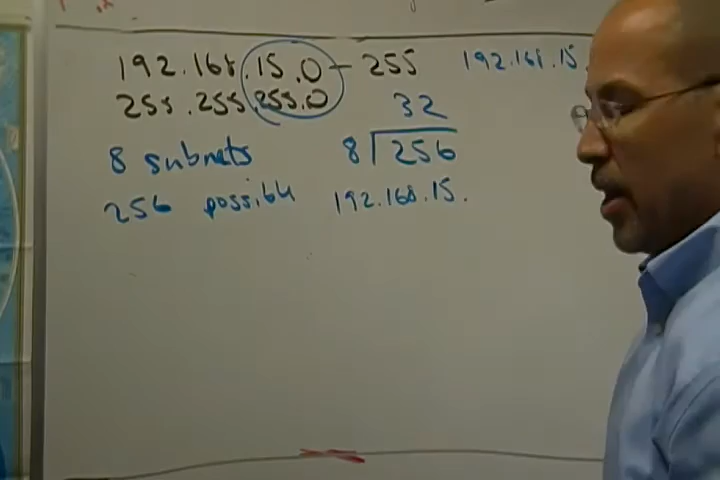 192.168.15.0 - 255
192.168.15.
255.255.255.0
32
8 subnets
8 256
256 possible
192.168.15.